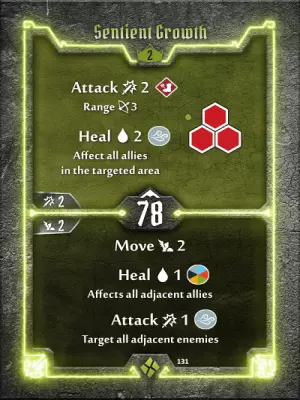 Sentient Growth
2
Attack 2
Range 3
Heal 2
Affect all allies
in the targeted area
2
78
2
Move 2
Heal 1
Affects all adjacent allies
Attack 1
Target all adjacent enemies
131